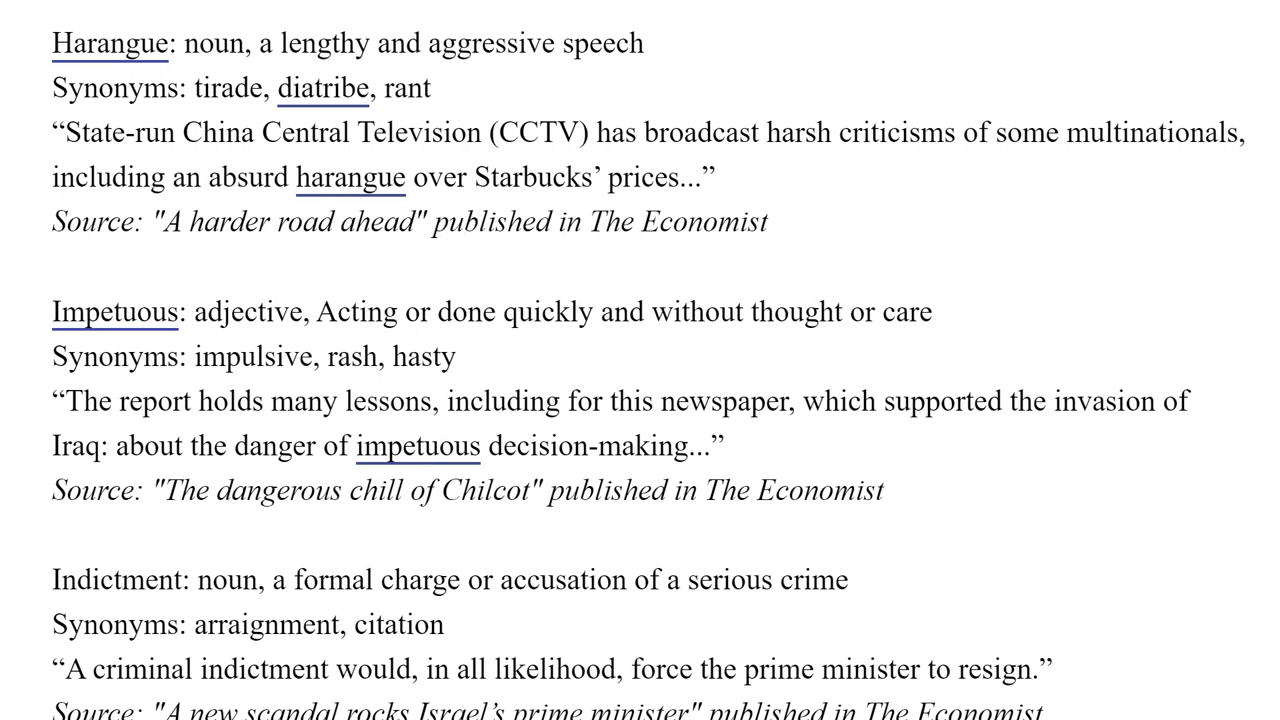 Harangue: noun, a lengthy and aggressive speech
Synonyms: tirade, diatribe, rant
“State-run China Central Television (CCTV) has broadcast harsh criticisms of some multinationals,
including an absurd harangue over Starbucks’ prices...”
Source: "A harder road ahead" published in The Economist
Impetuous: adjective, Acting or done quickly and without thought or care
Synonyms: impulsive, rash, hasty
“The report holds many lessons, including for this newspaper, which supported the invasion of
Iraq: about the danger of impetuous decision-making...”
Source: "The dangerous chill of Chilcot" published in The Economist
Indictment: noun, a formal charge or accusation of a serious crime
Synonyms: arraignment, citation
“A criminal indictment would, in all likelihood, force the prime minister to resign.”
Source: "A new scandal rocks Israel’s prime minister" published in The Economist